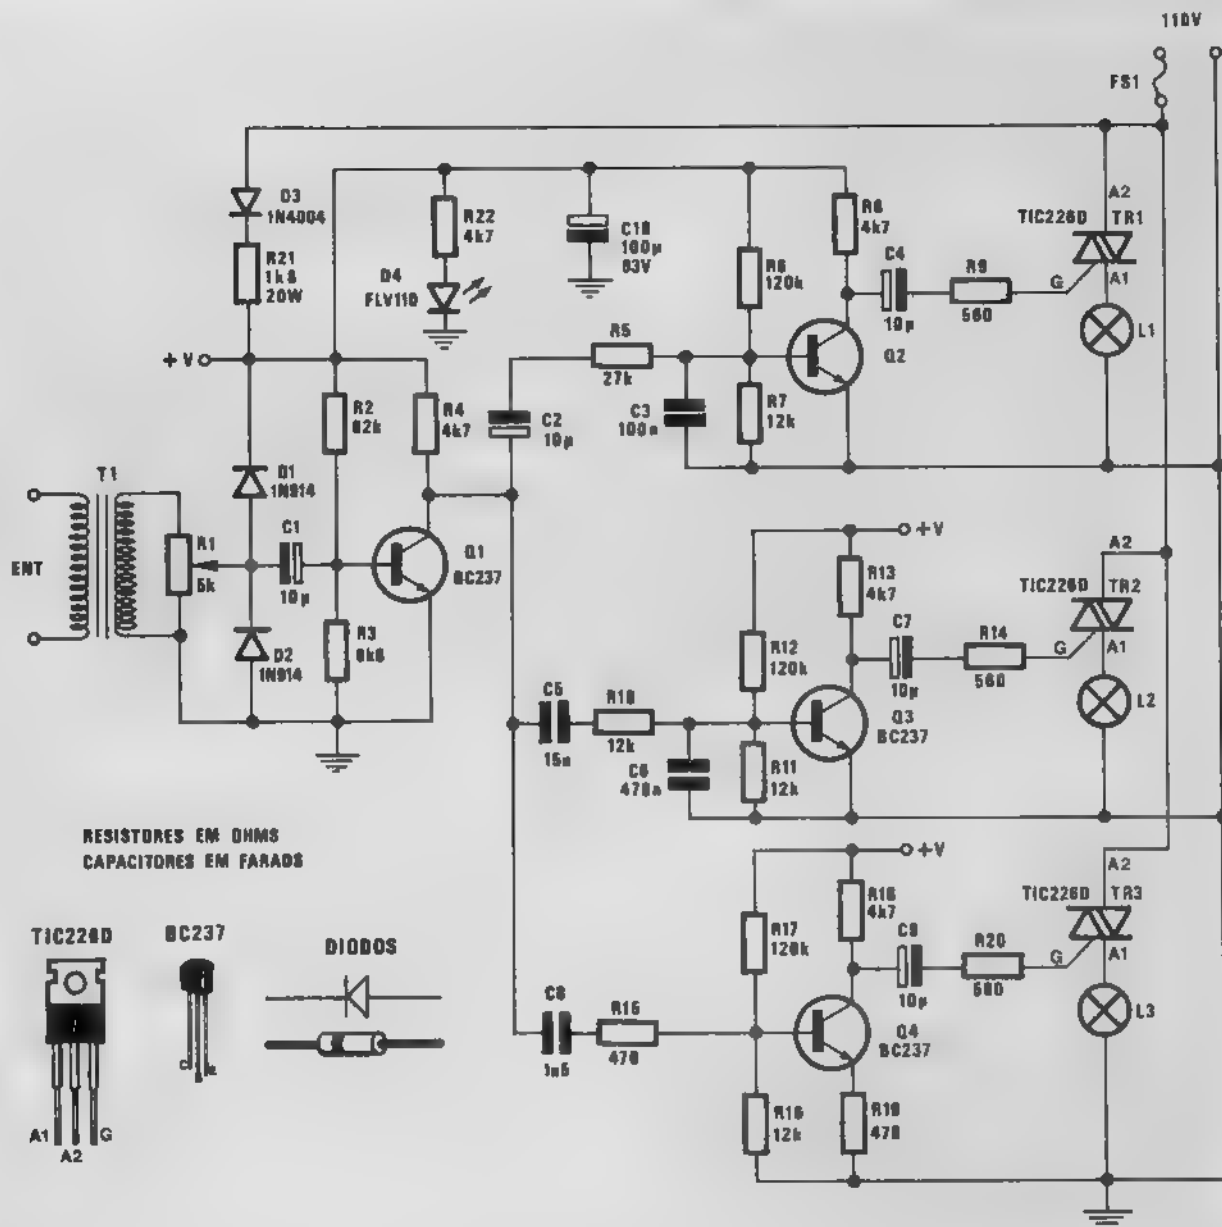 110V
FS1
D3
1N4004
R22
4k7
C10
100µ
63V
R6
120k
R8
4k7
C4
10µ
R9
560
TIC226D
TR1
A2
A1
G
L1
R21
1k8
20W
D4
FLV110
+V
R2
82k
R4
4k7
C2
10µ
R5
27k
C3
100n
R7
12k
Q2
T1
D1
1N914
ENT
R1
5k
C1
10µ
Q1
BC237
D2
1N914
R3
6k8
+V
R13
4k7
R12
120k
C7
10µ
R14
560
TIC226D
TR2
A2
A1
G
L2
C5
15n
R10
12k
C6
470n
R11
12k
Q3
BC237
RESISTORES EM OHMS
CAPACITORES EM FARADS
+V
R17
120k
4k7
10µ
R20
560
TIC226D
TR3
A2
A1
G
L3
C8
1n5
R15
470
Q4
BC237
R16
12k
R19
470
TIC226D
A1
A2
G
BC237
DIODOS